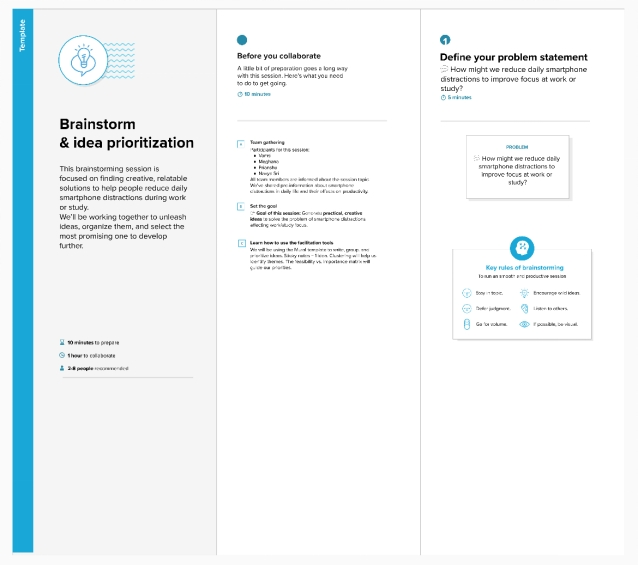 Template
Brainstorm
& idea prioritization
This brainstorming session is
focused on finding creative, relatable
solutions to help people reduce daily
smartphone distractions during work
or study.
We'll be working together to unleash
ideas, organize them, and select the
most promising one to develop
further.
10 minutes to prepare
1 hour to collaborate
2-8 people recommended
Before you collaborate
A little bit of preparation goes a long way
with this session. Here's what you need
to do to get going.
10 minutes
A
Team gathering
Participants for this session:
All team members are informed about the session topic.
We've shared pre-information about smartphone
distractions in daily life and their effects on productivity.
B
Set the goal
Goal of this session: Generate practical, creative
ideas to solve the problem of smartphone distractions
affecting work/study focus.
C
Learn how to use the facilitation tools
We will be using the Mural template to write, group, and
prioritize ideas. Sticky notes = Ideas. Clustering will help us
identify themes. The feasibility vs. importance matrix will
guide our priorities.
1
Define your problem statement
How might we reduce daily smartphone
distractions to improve focus at work or
study?
5 minutes
PROBLEM
How might we reduce daily
smartphone distractions to
improve focus at work or
study?
Key rules of brainstorming
To run an smooth and productive session
Stay in topic.
Encourage wild ideas.
Defer judgment.
Listen to others.
Go for volume.
If possible, be visual.